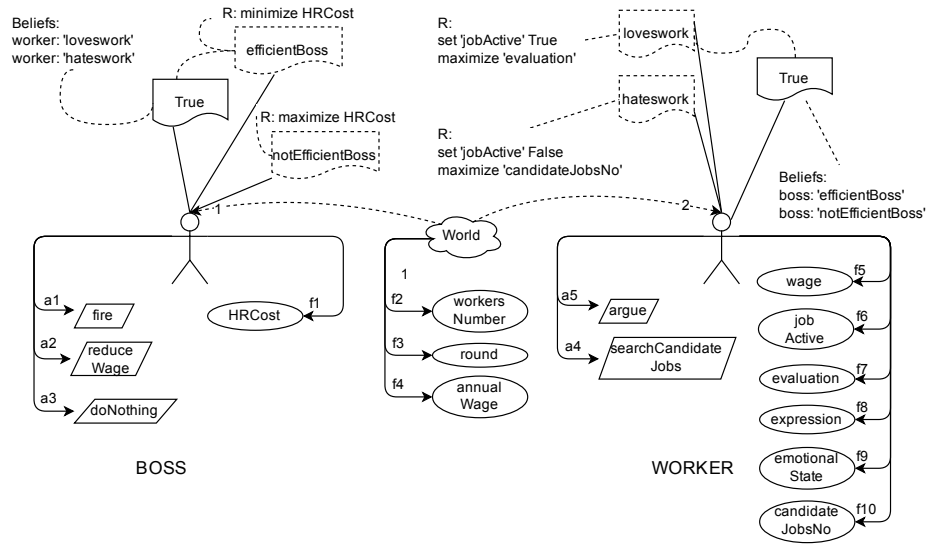 Beliefs:
worker: 'loveswork'
worker: 'hateswork'
R: minimize HRCost
efficientBoss
True
R: maximize HRCost
notEfficientBoss
R:
set 'jobActive' True
maximize 'evaluation'
loveswork
True
hateswork
R:
set 'jobActive' False
maximize 'candidateJobsNo'
Beliefs:
boss: 'efficientBoss'
boss: 'notEfficientBoss'
1
World
2
a1
fire
a2
reduce
Wage
a3
doNothing
f1
HRCost
1
f2
workers
Number
f3
round
f4
annual
Wage
a5
argue
a4
searchCandidate
Jobs
f5
wage
f6
job
Active
f7
evaluation
f8
expression
f9
emotional
State
f10
candidate
JobsNo
BOSS
WORKER